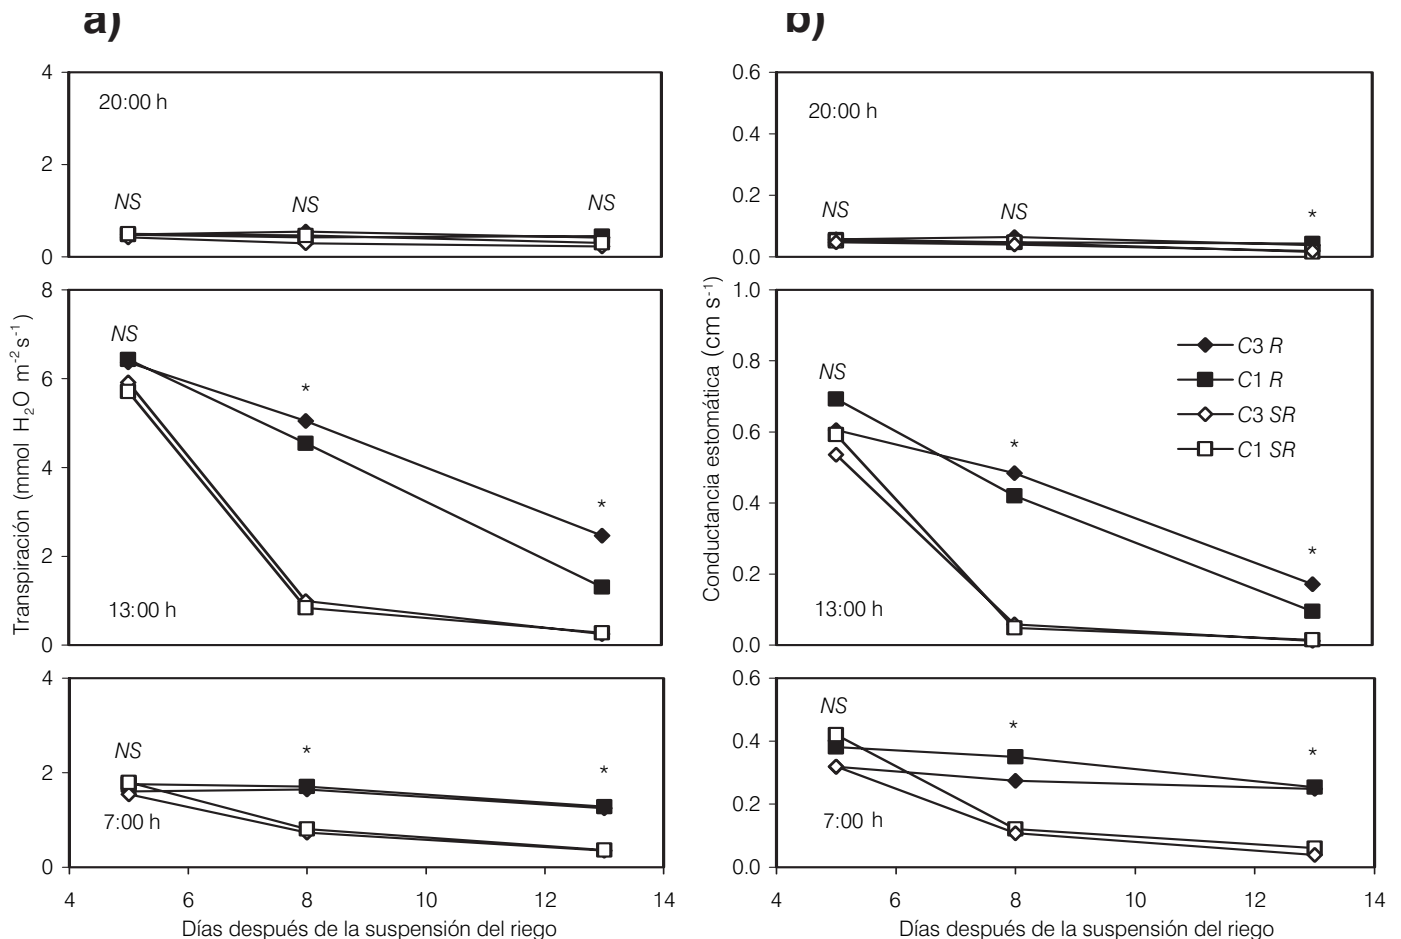 a)
4
2
0
20:00 h
NS
NS
NS
8
6
4
2
0
NS
*
*
13:00 h
Transpiración (mmol H₂O m⁻² s⁻¹)
4
2
0
NS
*
*
7:00 h
4 6 8 10 12 14
Días después de la suspensión del riego
b)
0.6
0.4
0.2
0.0
20:00 h
NS
NS
*
1.0
0.8
0.6
0.4
0.2
0.0
NS
*
*
C3 R
C1 R
C3 SR
C1 SR
13:00 h
Conductancia estomática (cm s⁻¹)
0.6
0.4
0.2
0.0
NS
*
*
7:00 h
4 6 8 10 12 14
Días después de la suspensión del riego